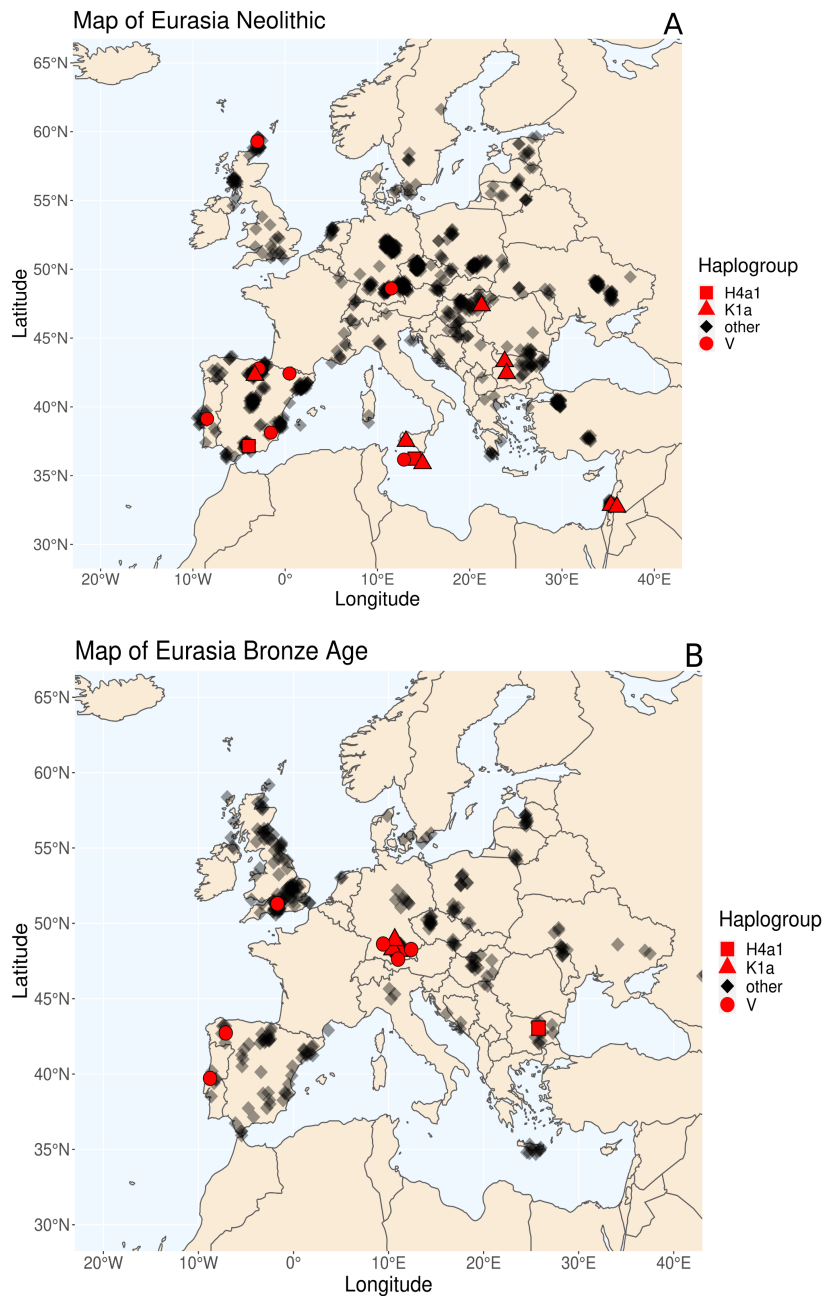 Map of Eurasia Neolithic
A
65°N
60°N
55°N
50°N
45°N
40°N
35°N
30°N
Latitude
20°W
10°W
0°
10°E
20°E
30°E
40°E
Longitude
Haplogroup
H4a1
K1a
other
V
Map of Eurasia Bronze Age
B
65°N
60°N
55°N
50°N
45°N
40°N
35°N
30°N
Latitude
20°W
10°W
0°
10°E
20°E
30°E
40°E
Longitude
Haplogroup
H4a1
K1a
other
V